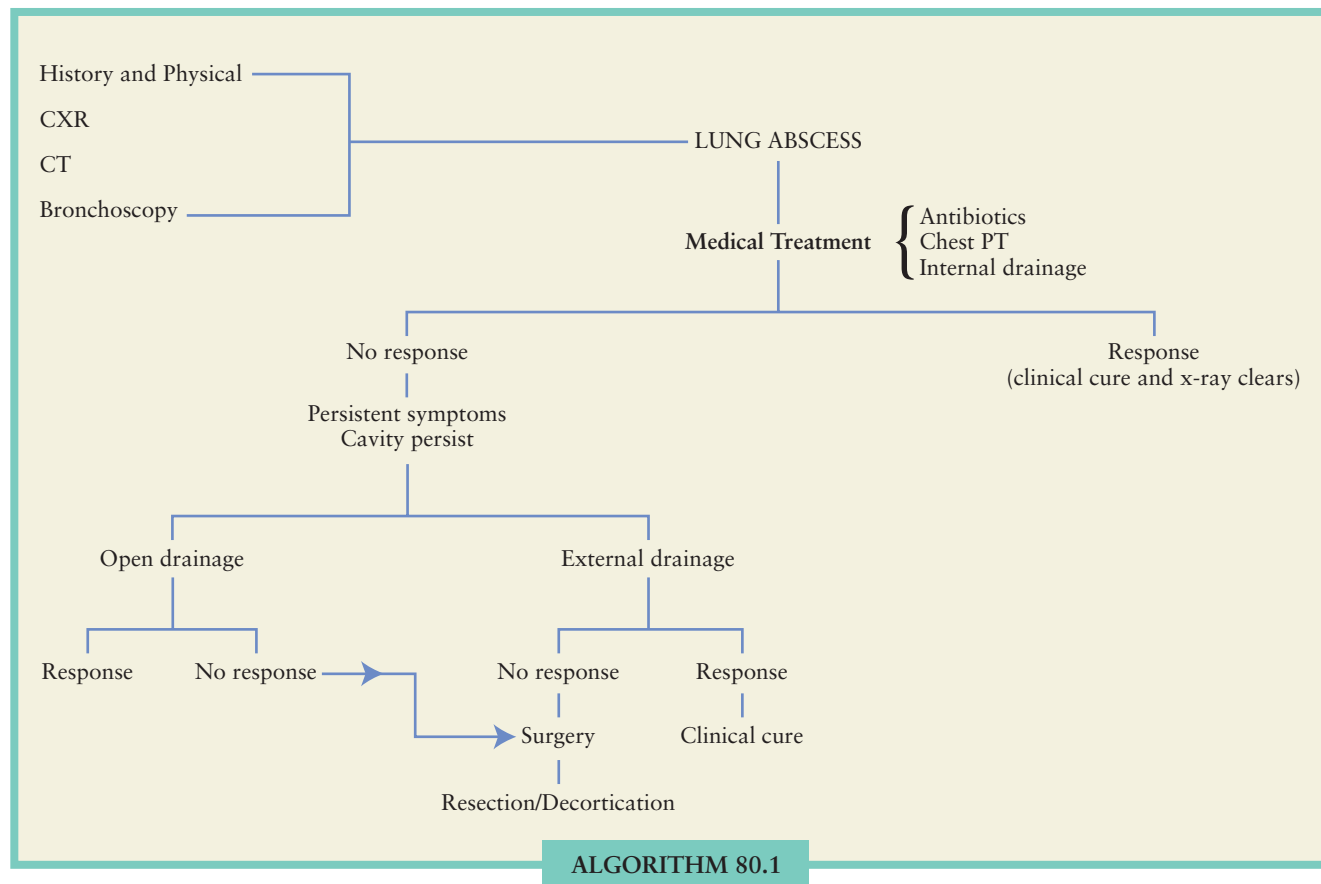 History and Physical
CXR
CT
Bronchoscopy
LUNG ABSCESS
Medical Treatment
Antibiotics
Chest PT
Internal drainage
No response
Response
(clinical cure and x-ray clears)
Persistent symptoms
Cavity persist
Open drainage
External drainage
Response
No response
No response
Response
Surgery
Clinical cure
Resection/Decortication
ALGORITHM 80.1